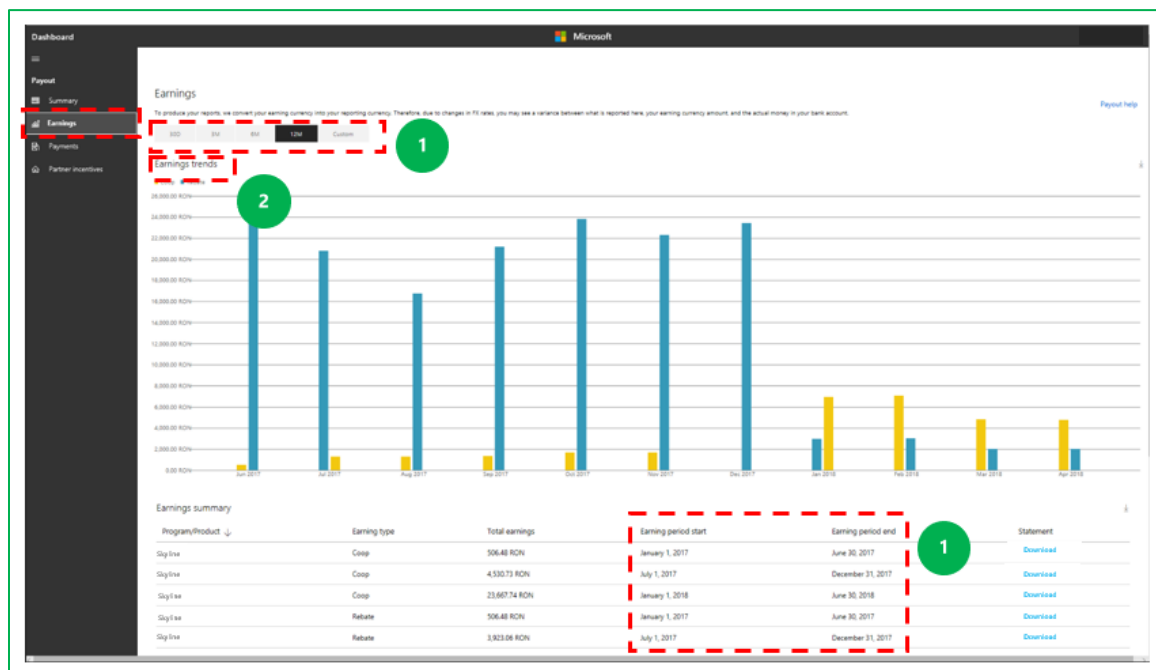 Dashboard
Microsoft
Payout
Summary
Earnings
Payments
Partner incentives
Earnings
Payout help
To produce your reports, we convert your earning currency into your reporting currency. Therefore, due to changes in FX rates, you may see a variance between what is reported here, your earning currency amount, and the actual money in your bank account.
3M 6M 12M Custom
1
Earnings trends
2
26,000.00 RON
24,000.00 RON
22,000.00 RON
20,000.00 RON
18,000.00 RON
16,000.00 RON
14,000.00 RON
12,000.00 RON
10,000.00 RON
8,000.00 RON
6,000.00 RON
4,000.00 RON
2,000.00 RON
0.00 RON
Jun 2017 Jul 2017 Aug 2017 Sep 2017 Oct 2017 Nov 2017 Dec 2017 Jan 2018 Feb 2018 Mar 2018 Apr 2018
Earnings summary
Program/Product Earning type Total earnings Earning period start Earning period end Statement
1
Skyline Coop 506.48 RON January 1, 2017 June 30, 2017 Download
Skyline Coop 4,530.73 RON July 1, 2017 December 31, 2017 Download
Skyline Coop 23,667.74 RON January 1, 2018 June 30, 2018 Download
Skyline Rebate 506.48 RON January 1, 2017 June 30, 2017 Download
Skyline Rebate 3,923.06 RON July 1, 2017 December 31, 2017 Download